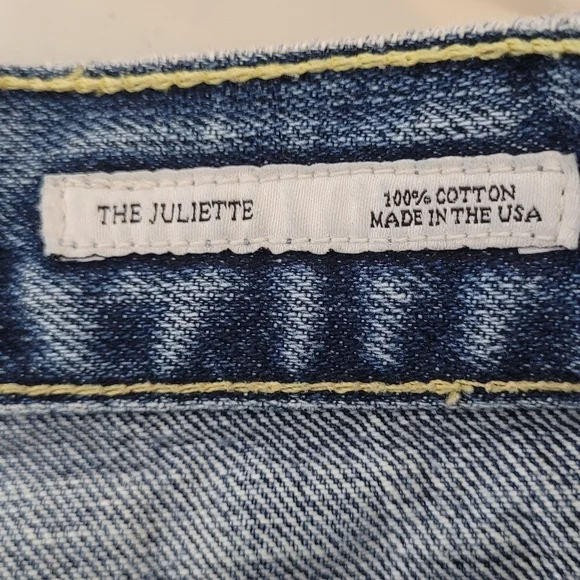 THE JULIETTE
100% COTTON
MADE IN THE USA